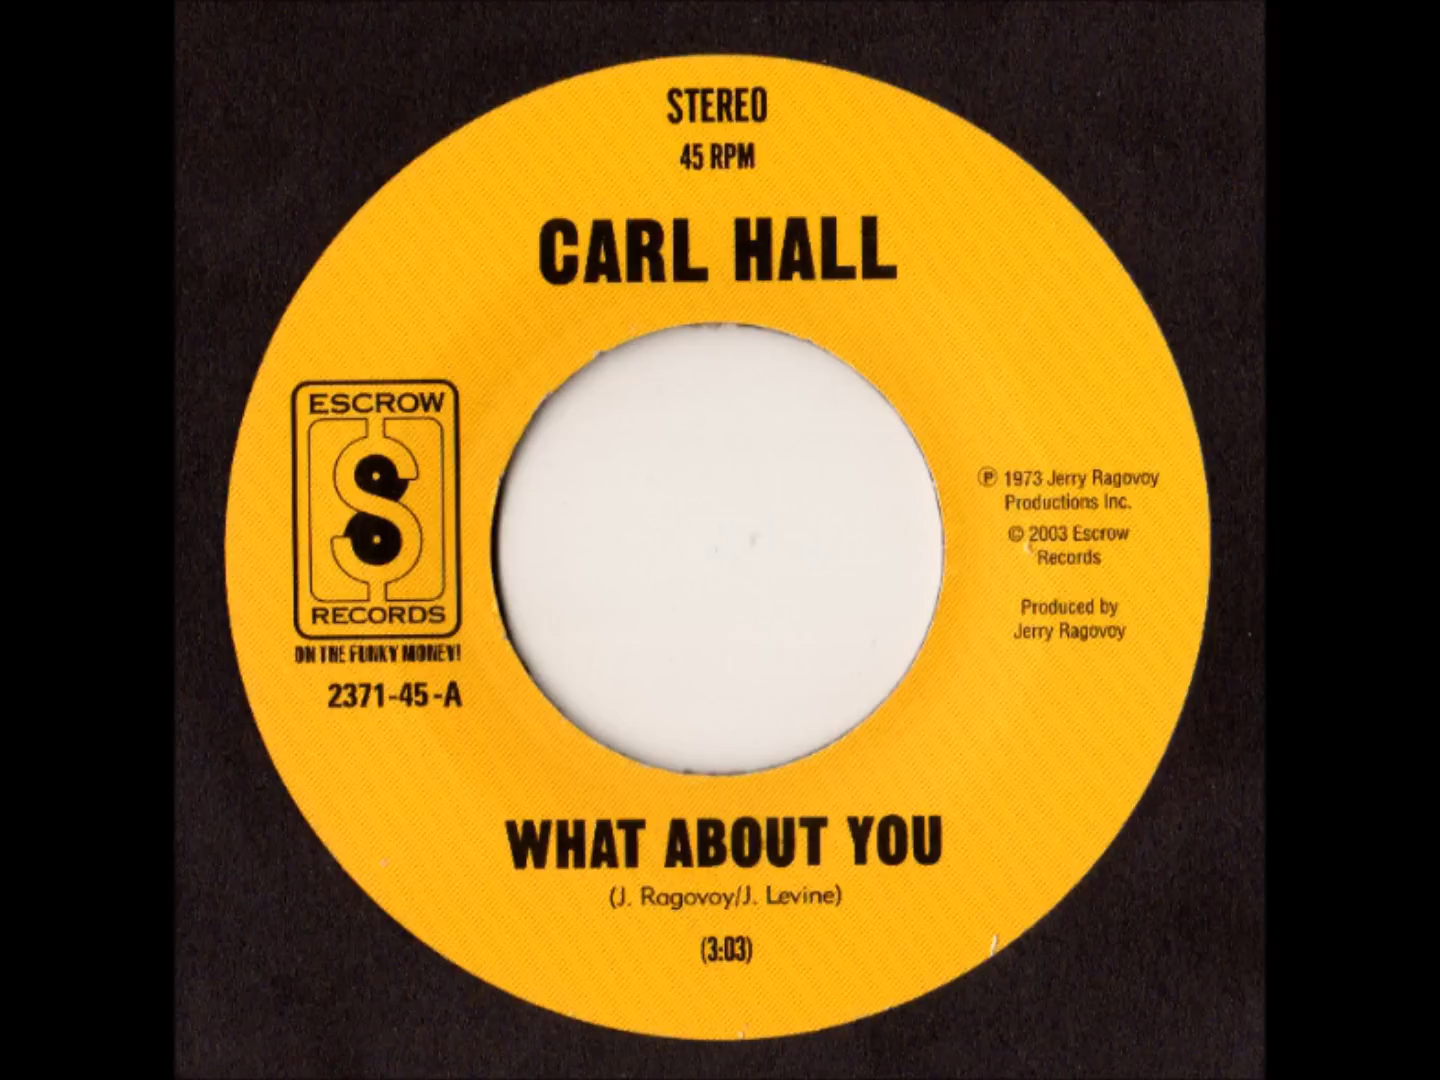 STEREO
45 RPM
CARL HALL
ESCROW
S
RECORDS
ON THE FUNKY MONEY!
2371-45-A
℗ 1973 Jerry Ragovoy
Productions Inc.
© 2003 Escrow
Records
Produced by
Jerry Ragovoy
WHAT ABOUT YOU
(J. Ragovoy/J. Levine)
(3:03)